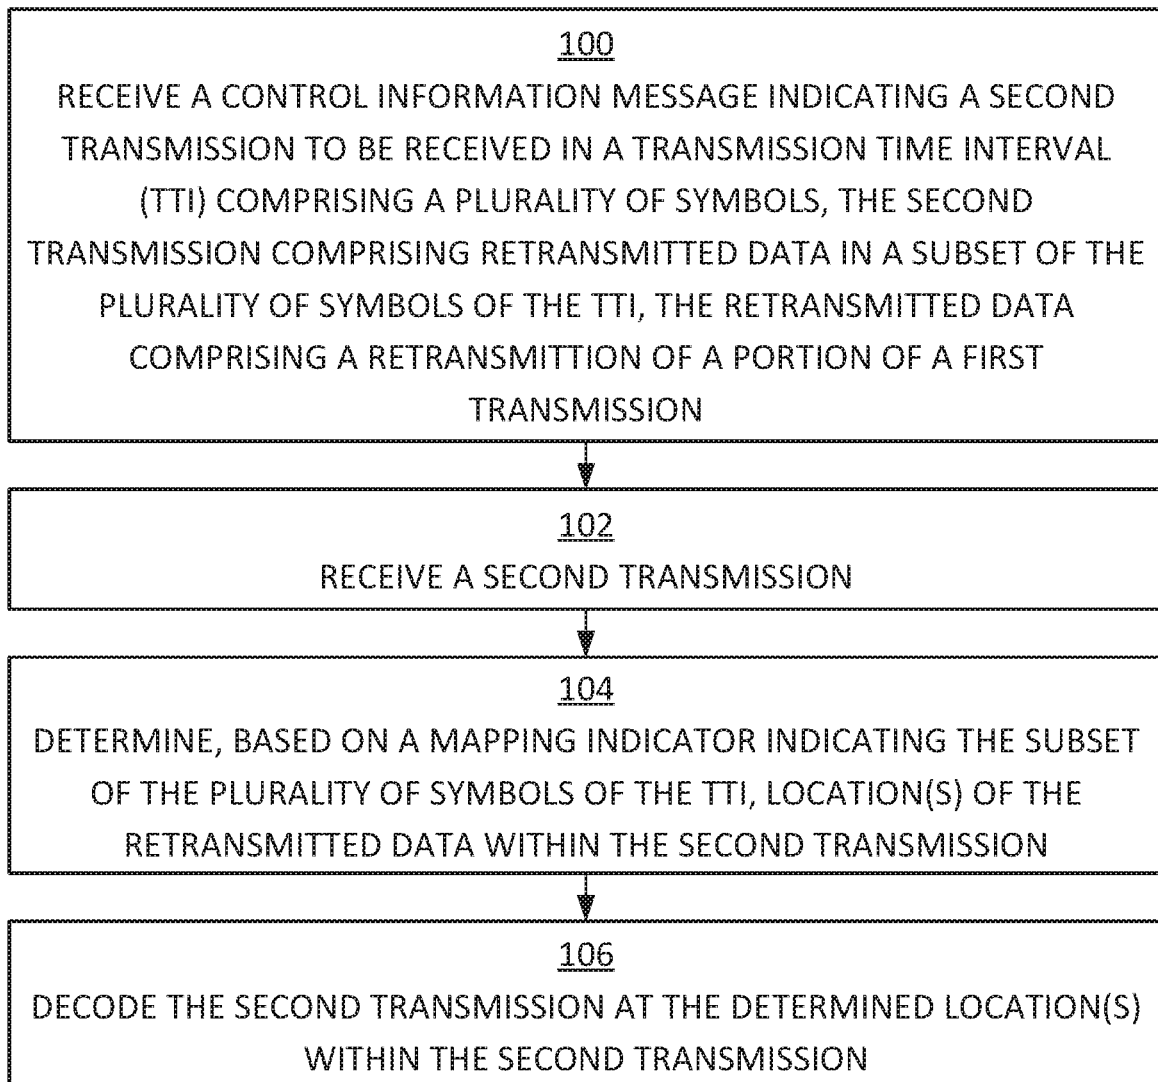 100
RECEIVE A CONTROL INFORMATION MESSAGE INDICATING A SECOND
TRANSMISSION TO BE RECEIVED IN A TRANSMISSION TIME INTERVAL
(TTI) COMPRISING A PLURALITY OF SYMBOLS, THE SECOND
TRANSMISSION COMPRISING RETRANSMITTED DATA IN A SUBSET OF THE
PLURALITY OF SYMBOLS OF THE TTI, THE RETRANSMITTED DATA
COMPRISING A RETRANSMITTION OF A PORTION OF A FIRST
TRANSMISSION
102
RECEIVE A SECOND TRANSMISSION
104
DETERMINE, BASED ON A MAPPING INDICATOR INDICATING THE SUBSET
OF THE PLURALITY OF SYMBOLS OF THE TTI, LOCATION(S) OF THE
RETRANSMITTED DATA WITHIN THE SECOND TRANSMISSION
106
DECODE THE SECOND TRANSMISSION AT THE DETERMINED LOCATION(S)
WITHIN THE SECOND TRANSMISSION